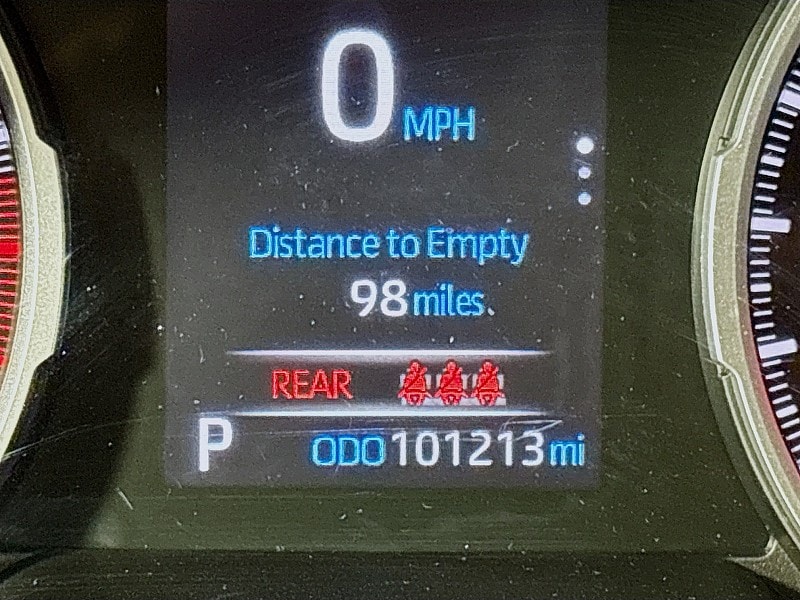 0 MPH
Distance to Empty
98 miles
REAR
P ODO 101213 mi